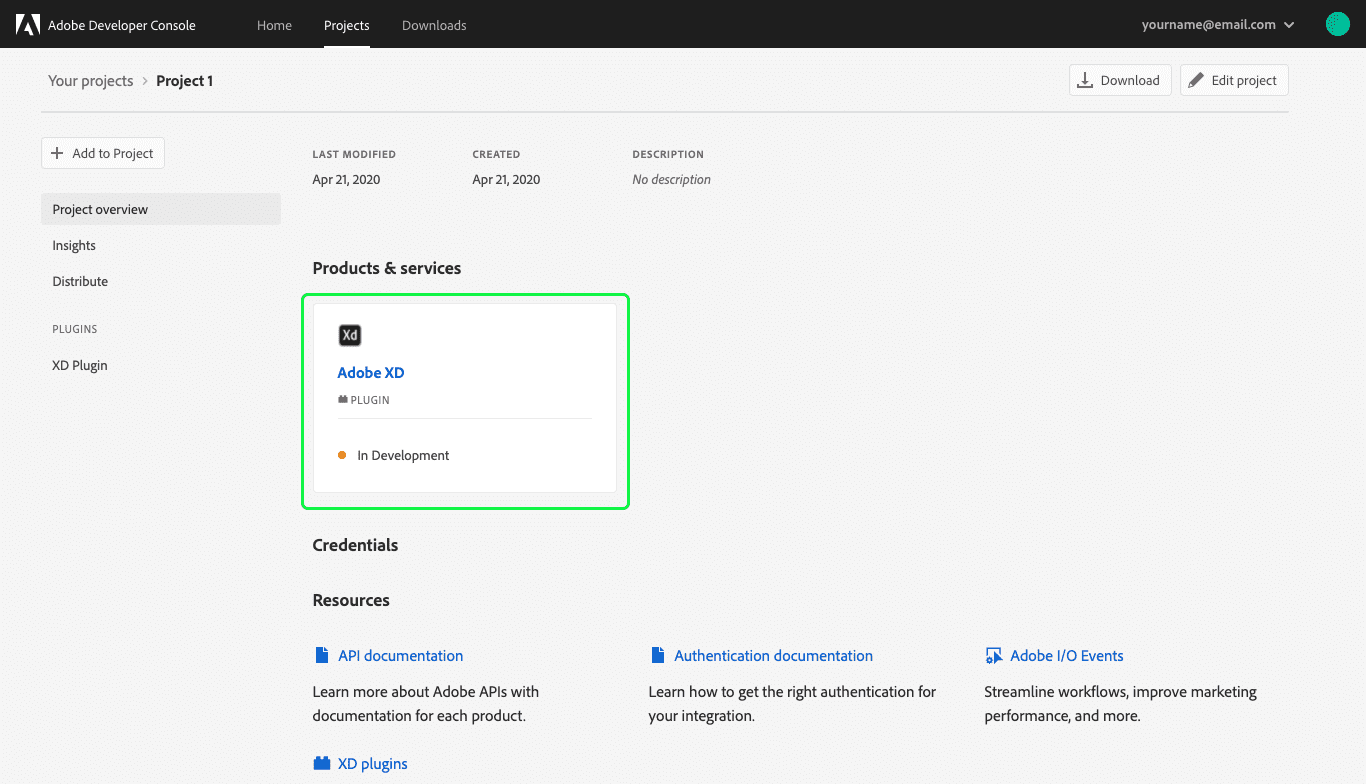 Adobe Developer Console
Home
Projects
Downloads
yourname@email.com
Your projects > Project 1
Download
Edit project
Add to Project
Project overview
Insights
Distribute
PLUGINS
XD Plugin
LAST MODIFIED
Apr 21, 2020
CREATED
Apr 21, 2020
DESCRIPTION
No description
Products & services
Xd
Adobe XD
PLUGIN
In Development
Credentials
Resources
API documentation
Learn more about Adobe APIs with
documentation for each product.
Authentication documentation
Learn how to get the right authentication for
your integration.
Adobe I/O Events
Streamline workflows, improve marketing
performance, and more.
XD plugins